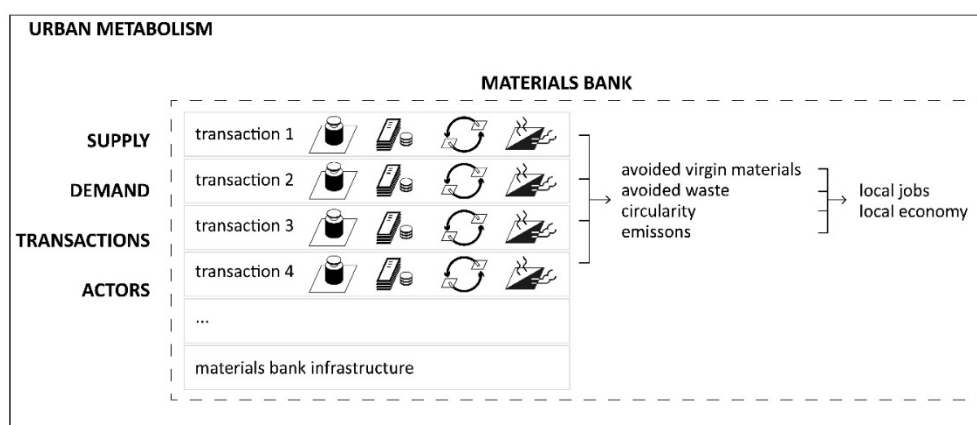 URBAN METABOLISM
MATERIALS BANK
SUPPLY
DEMAND
TRANSACTIONS
ACTORS
transaction 1
transaction 2
transaction 3
transaction 4
...
materials bank infrastructure
avoided virgin materials
avoided waste
circularity
emissons
local jobs
local economy